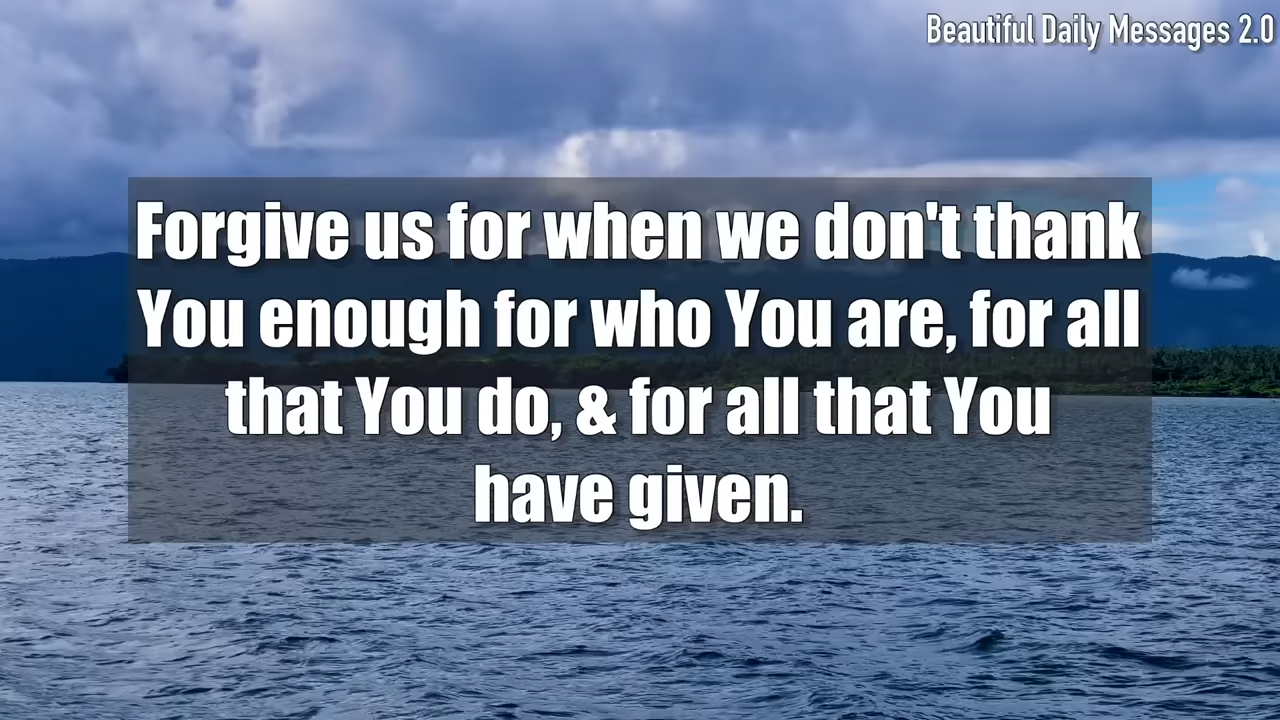 Beautiful Daily Messages 2.0
Forgive us for when we don't thank
You enough for who You are, for all
that You do, & for all that You
have given.